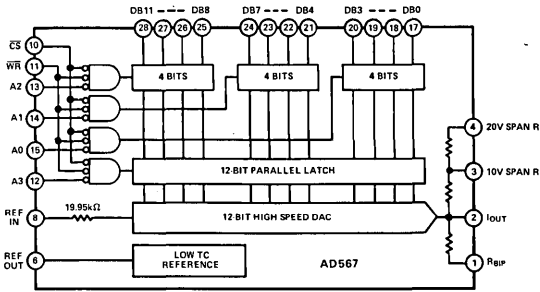 DB11 ---- DB8 DB7 ---- DB4 DB3 ---- DB0
28 27 26 25 24 23 22 21 20 19 18 17
CS 10
WR 11
A2 13
4 BITS 4 BITS 4 BITS
A1 14
4 20V SPAN R
A0 15
12-BIT PARALLEL LATCH
3 10V SPAN R
A3 12
REF IN 8 19.95kΩ
12-BIT HIGH SPEED DAC
2 IOUT
REF OUT 6
LOW TC
REFERENCE
AD567
1 RBIP